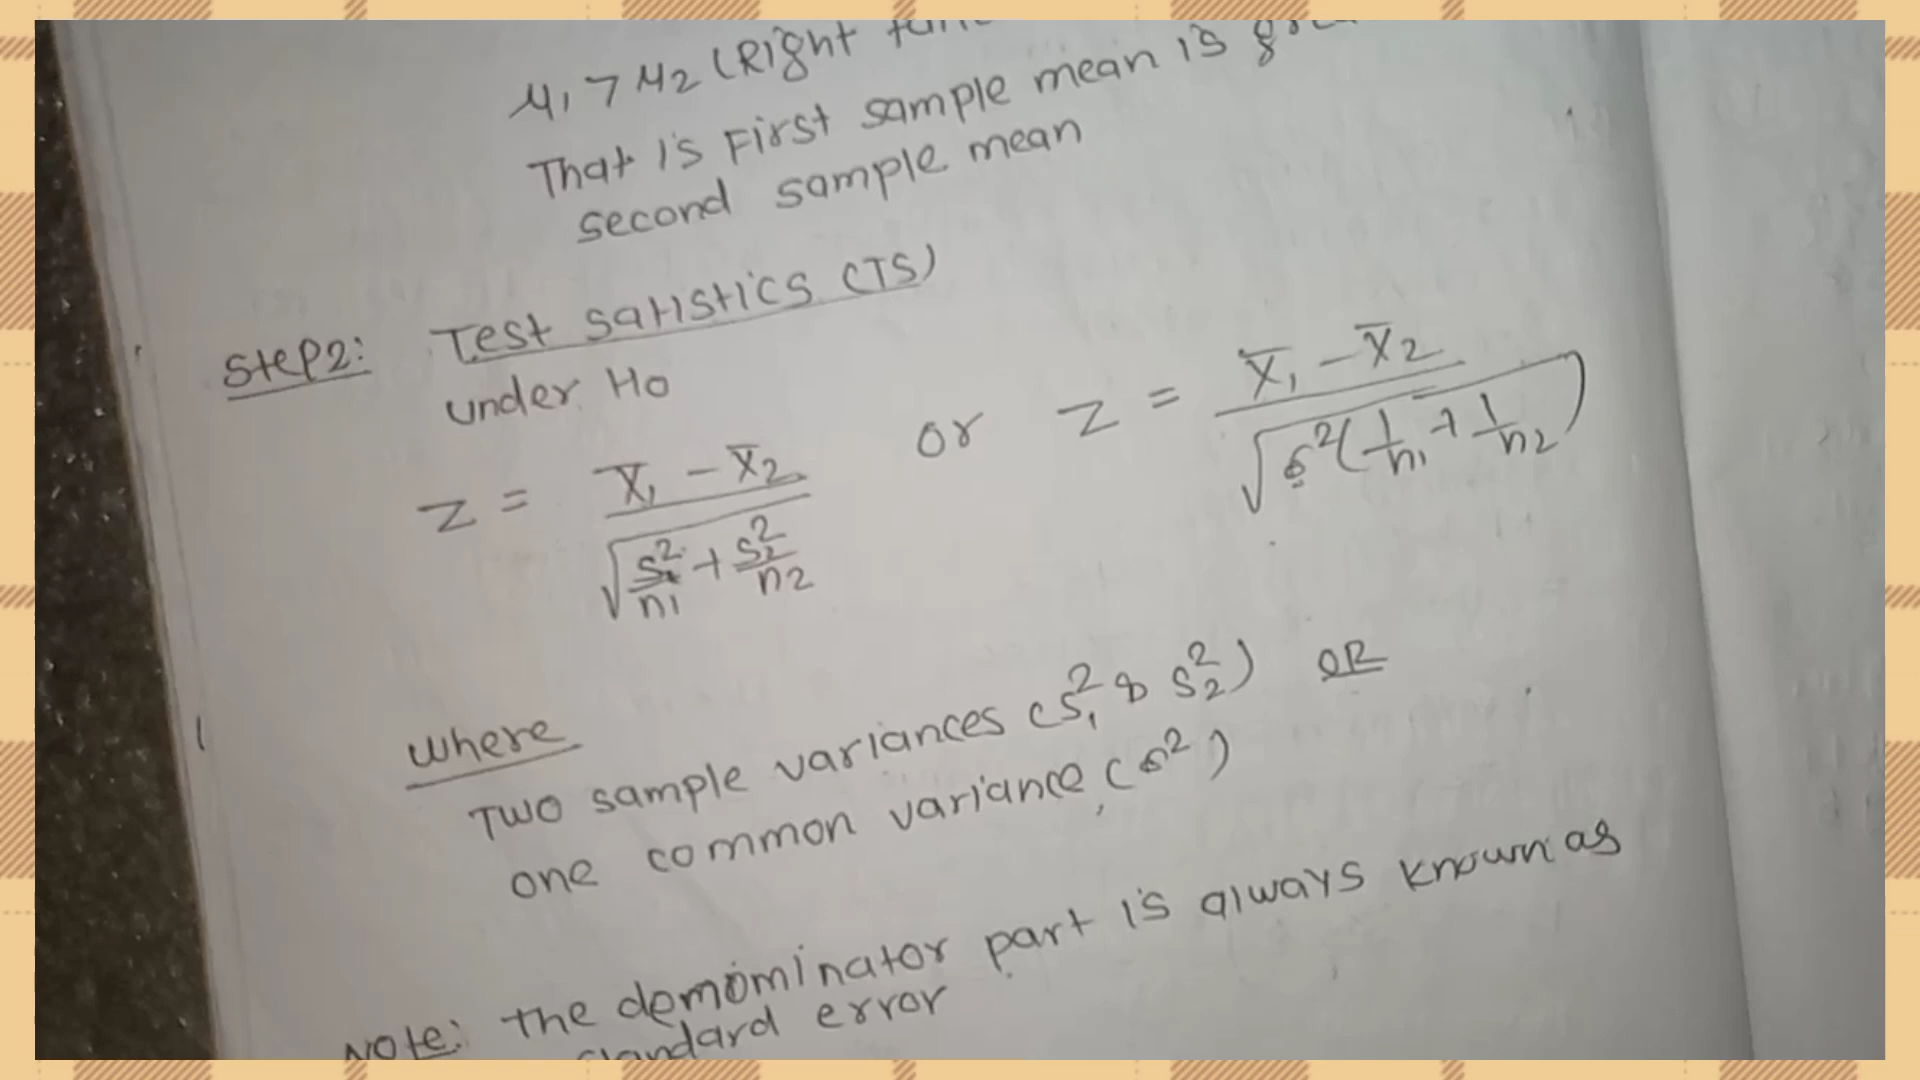 μ₁ > μ₂ (Right
That is First sample mean is
second sample mean
Step2: Test satistics (TS)
under Ho
Z = X̄₁ - X̄₂ / √(S₁²/n₁ + S₂²/n₂) or Z = X̄₁ - X̄₂ / √(σ²(1/n₁ + 1/n₂))
where
Two sample variances (S₁² & S₂²) OR
one common variance (σ²)
Note: The demominator part is always known as
standard error